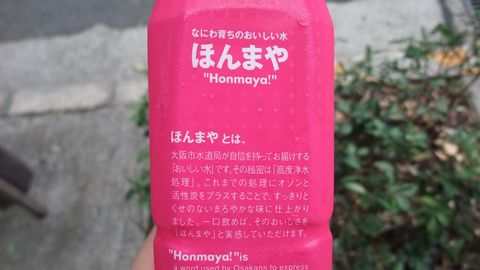 なにわ育ちのおいしい水
ほんまや
"Honmaya!"
ほんまや とは、
大阪市水道局が自信を持ってお届けする
「おいしい水」です。その秘密は「高度浄水
処理」。これまでの処理にオゾンと
活性炭をプラスすることで、すっきりと
くせのないまろやかな味に仕上がり
ました。一口飲めば、そのおいしさを
「ほんまや」と実感していただけます。
"Honmaya!"is
a word used by Osakans to express